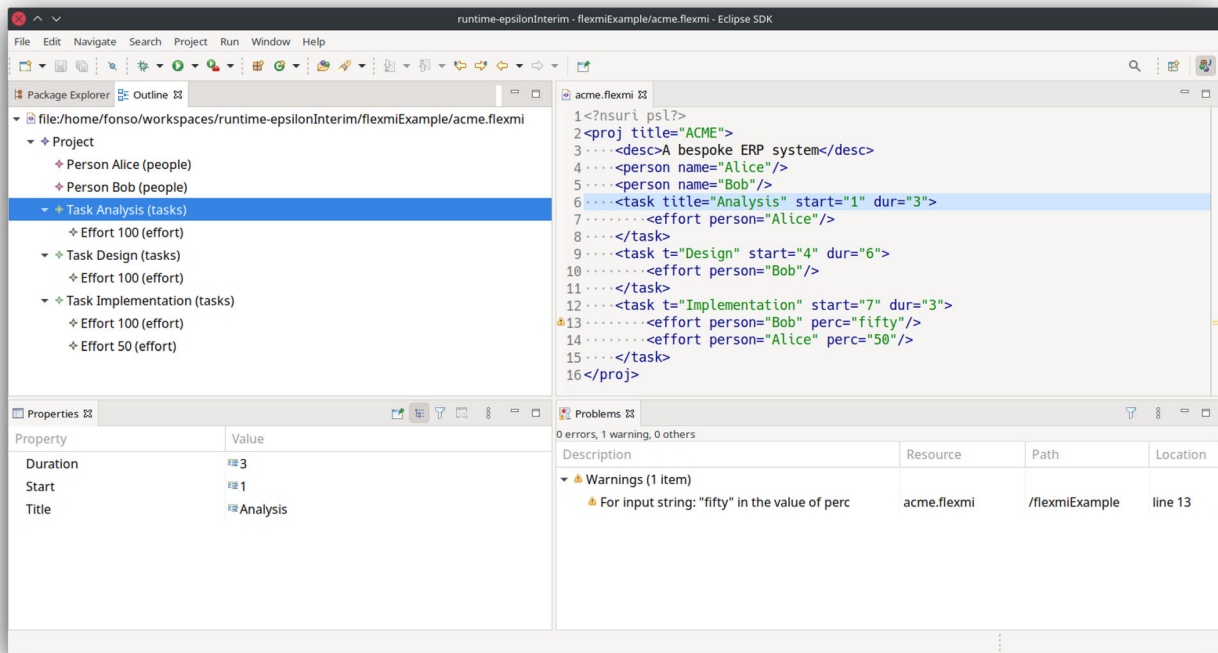 runtime-epsilonInterim - flexmiExample/acme.flexmi - Eclipse SDK
File Edit Navigate Search Project Run Window Help
Package Explorer Outline
file:/home/fonso/workspaces/runtime-epsilonInterim/flexmiExample/acme.flexmi
Project
Person Alice (people)
Person Bob (people)
Task Analysis (tasks)
Effort 100 (effort)
Task Design (tasks)
Effort 100 (effort)
Task Implementation (tasks)
Effort 100 (effort)
Effort 50 (effort)
acme.flexmi
1 <?nsuri psl?>
2 <proj title="ACME">
3 ····<desc>A bespoke ERP system</desc>
4 ····<person name="Alice"/>
5 ····<person name="Bob"/>
6 ····<task title="Analysis" start="1" dur="3">
7 ········<effort person="Alice"/>
8 ····</task>
9 ····<task t="Design" start="4" dur="6">
10 ········<effort person="Bob"/>
11 ····</task>
12 ····<task t="Implementation" start="7" dur="3">
13 ········<effort person="Bob" perc="fifty"/>
14 ········<effort person="Alice" perc="50"/>
15 ····</task>
16 </proj>
Properties
Property Value
Duration 3
Start 1
Title Analysis
Problems
0 errors, 1 warning, 0 others
Description Resource Path Location
Warnings (1 item)
For input string: "fifty" in the value of perc acme.flexmi /flexmiExample line 13